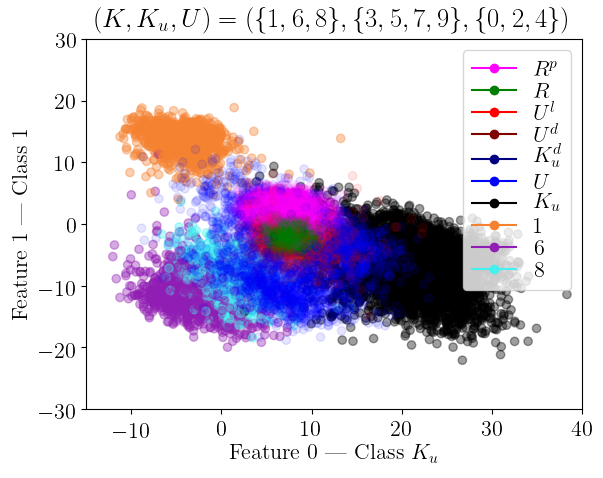 (K, K_u, U) = ({1, 6, 8}, {3, 5, 7, 9}, {0, 2, 4})
30
20
10
0
−10
−20
−30
Feature 1 — Class 1
R^p
R
U^l
U^d
K_u^d
U
K_u
1
6
8
−10
0
10
20
30
40
Feature 0 — Class K_u